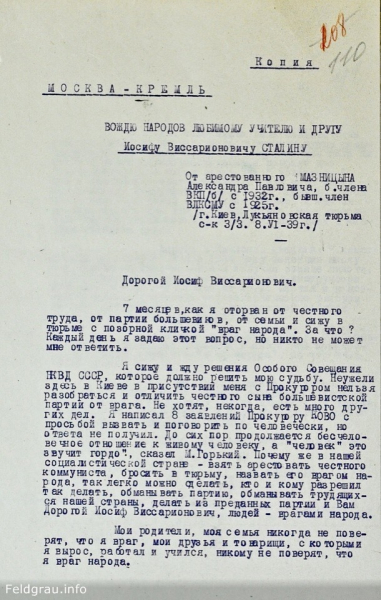 208
110
Копия
МОСКВА - КРЕМЛЬ
ВОЖДЮ НАРОДОВ ЛЮБИМОМУ УЧИТЕЛЮ И ДРУГУ
Иосифу Виссарионовичу СТАЛИНУ
От арестованного МАЗНИЦЫНА
Александра Павловича, б.члена
ВКП/б/ с 1932г., бывш.член
ВЛКСМУ с 1925г.
/г.Киев, Лукьяновская тюрьма
с-к 3/3. 8.У1-39г./
Дорогой Иосиф Виссарионович.
7 месяцев, как я оторван от честного
труда, от партии большевиков, от семьи и сижу в
тюрьме с позорной кличкой "враг народа". За что ?
Каждый день я задаю этот вопрос, но никто не может
мне ответить.
Я сижу и жду решения Особого Совещания
НКВД СССР, которое должно решить мою судьбу. Неужели
здесь в Киеве в присутствии меня с Прокурором нельзя
разобраться и отличить честного сына большевистской
партии от врага. Не хотят, некогда, есть много дру-
гих дел. Я написал 8 заявлений Прокурору КОВО с
просьбой вызвать и поговорить по человечески, но
ответа не получил. До сих пор продолжается бесчело-
вечное отношение к живому человеку, а "человек" это
звучит гордо", сказал М.Горький. Почему же в нашей
социалистической стране - взять арестовать честного
коммуниста, бросить в тюрьму, назвать его врагом на-
рода, так легко можно сделать, кто и кому разрешил
так делать, обманывать партию, обманывать трудящих-
ся нашей страны, делать из преданных партии и Вам
Дорогой Иосиф Виссарионович, людей - врагами народа.
Мои родители, моя семья никогда не пове-
рят, что я враг, мои друзья и товарищи, с которыми
я вырос, работал и учился, никому не поверят, что
я враг народа.
Feldgrau.info